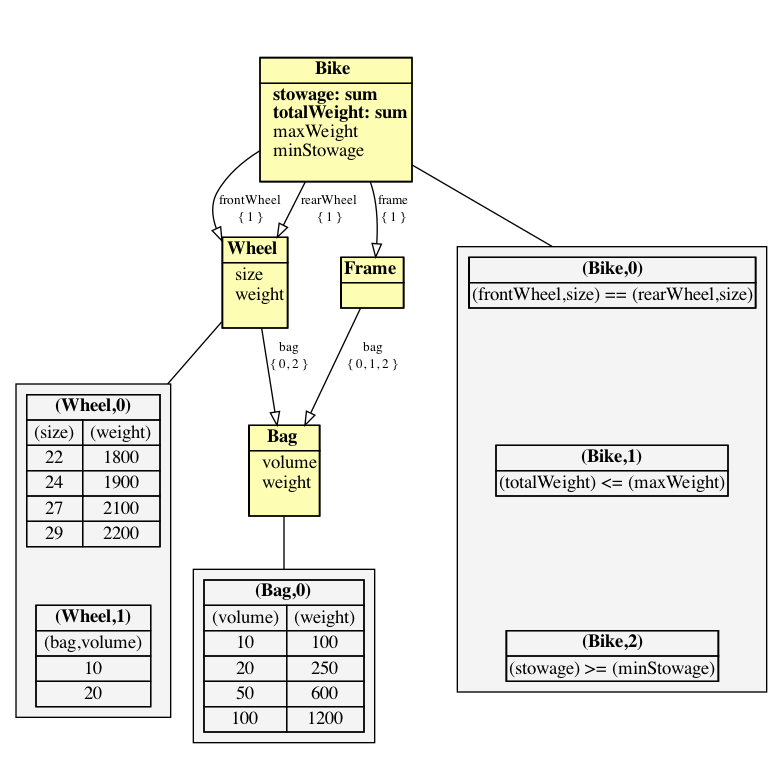 Bike
stowage: sum
totalWeight: sum
maxWeight
minStowage
frontWheel
{ 1 }
rearWheel
{ 1 }
frame
{ 1 }
Wheel
size
weight
Frame
bag
{ 0, 2 }
bag
{ 0, 1, 2 }
Bag
volume
weight
(Wheel,0)
(size) (weight)
22 1800
24 1900
27 2100
29 2200
(Wheel,1)
(bag,volume)
10
20
(Bag,0)
(volume) (weight)
10 100
20 250
50 600
100 1200
(Bike,0)
(frontWheel,size) == (rearWheel,size)
(Bike,1)
(totalWeight) <= (maxWeight)
(Bike,2)
(stowage) >= (minStowage)